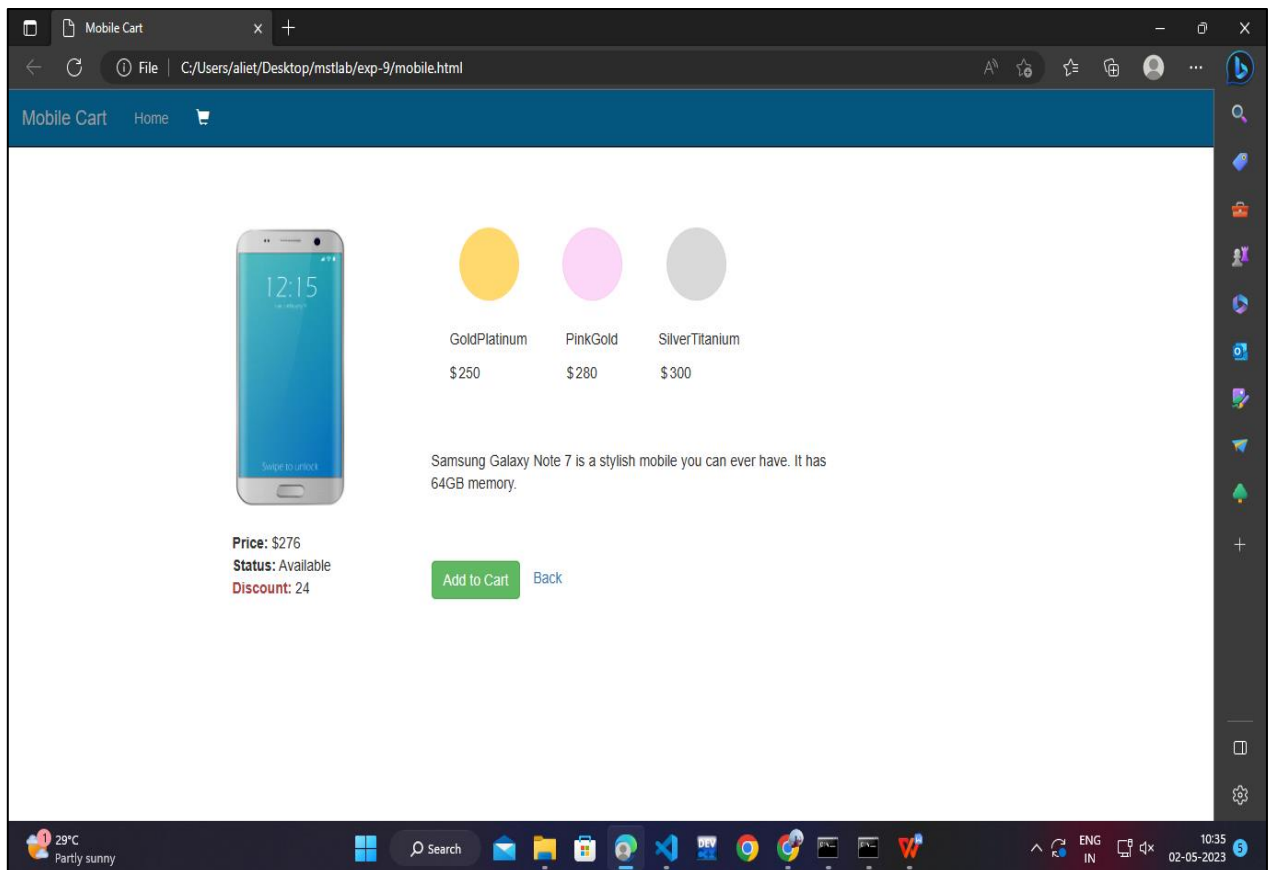 Mobile Cart
File | C:/Users/aliet/Desktop/mstlab/exp-9/mobile.html
Mobile Cart Home
12:15
Swipe to unlock
GoldPlatinum PinkGold SilverTitanium
$250 $280 $300
Samsung Galaxy Note 7 is a stylish mobile you can ever have. It has
64GB memory.
Price: $276
Status: Available
Discount: 24
Add to Cart Back
1
29°C
Partly sunny
Search
DEV
ENG
IN
10:35
02-05-2023
5